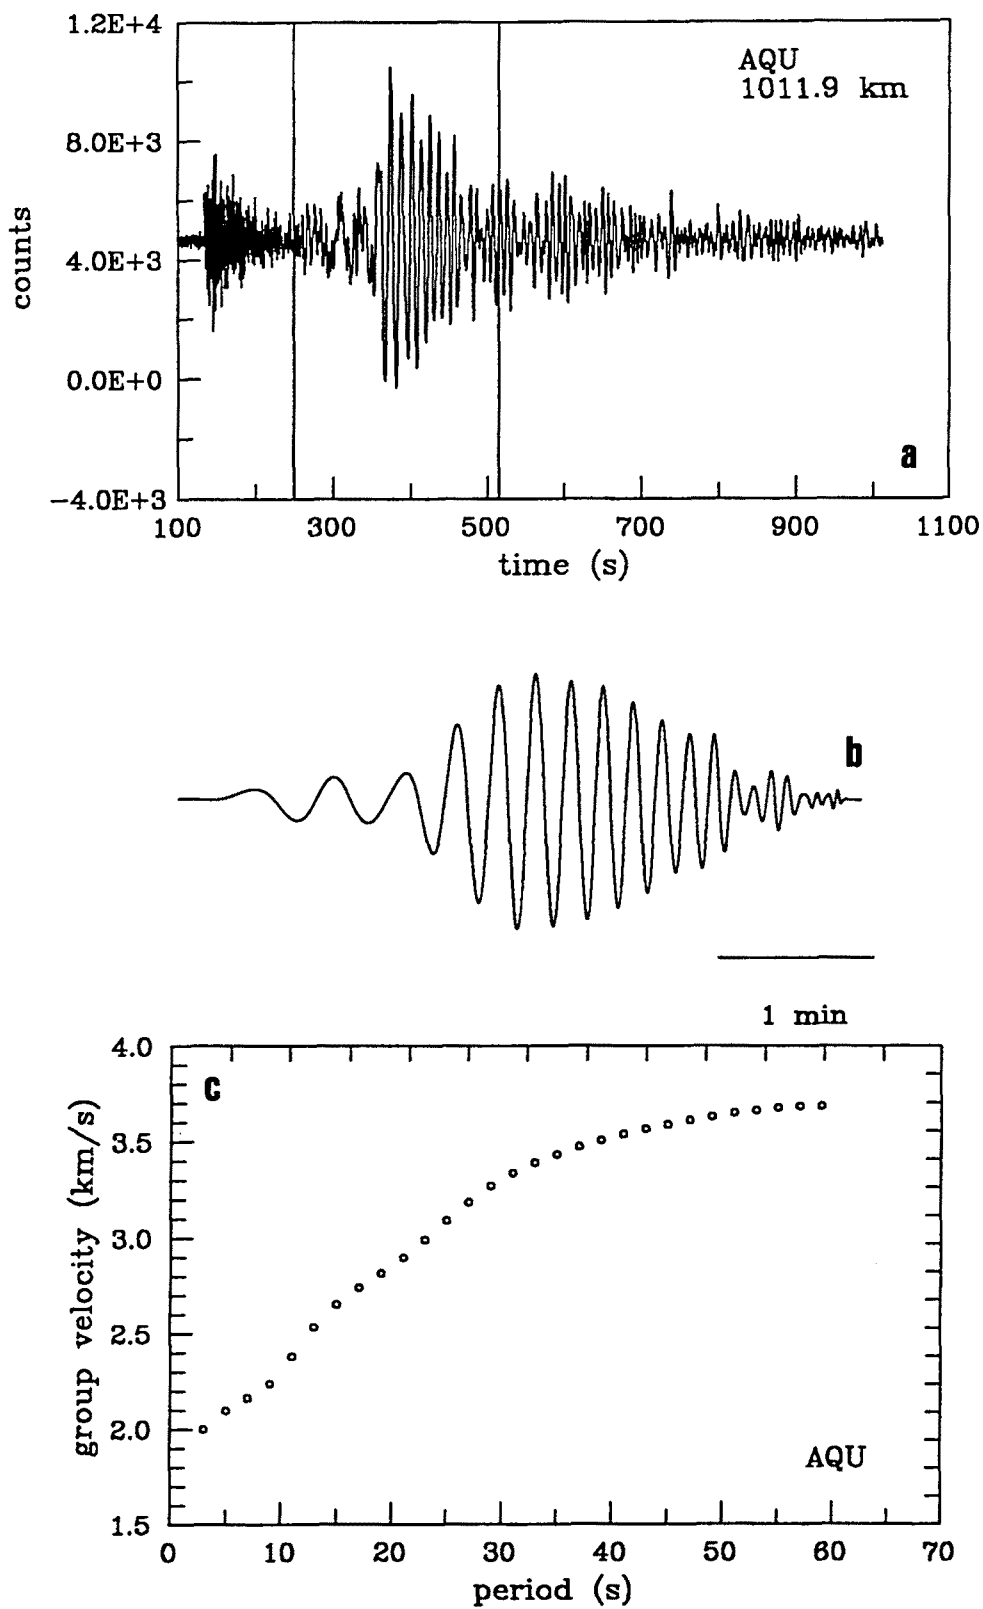 1.2E+4
8.0E+3
4.0E+3
0.0E+0
−4.0E+3
counts
AQU
1011.9 km
a
100 300 500 700 900 1100
time (s)
b
1 min
4.0
3.5
3.0
2.5
2.0
1.5
group velocity (km/s)
c
AQU
0 10 20 30 40 50 60 70
period (s)